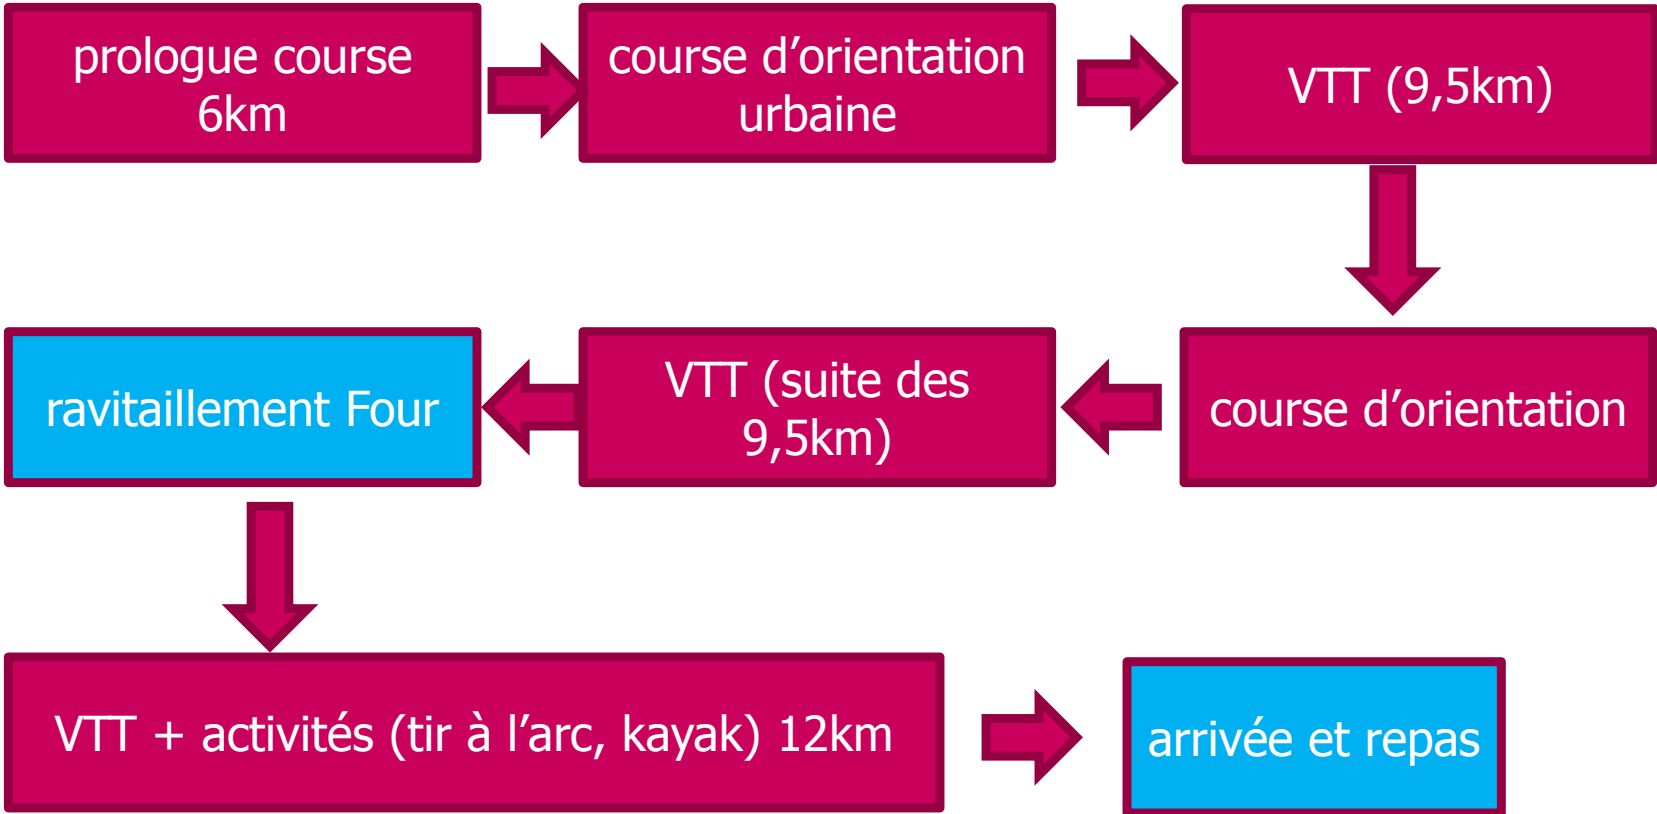 prologue course
6km
course d’orientation
urbaine
VTT (9,5km)
course d’orientation
VTT (suite des
9,5km)
ravitaillement Four
VTT + activités (tir à l’arc, kayak) 12km
arrivée et repas